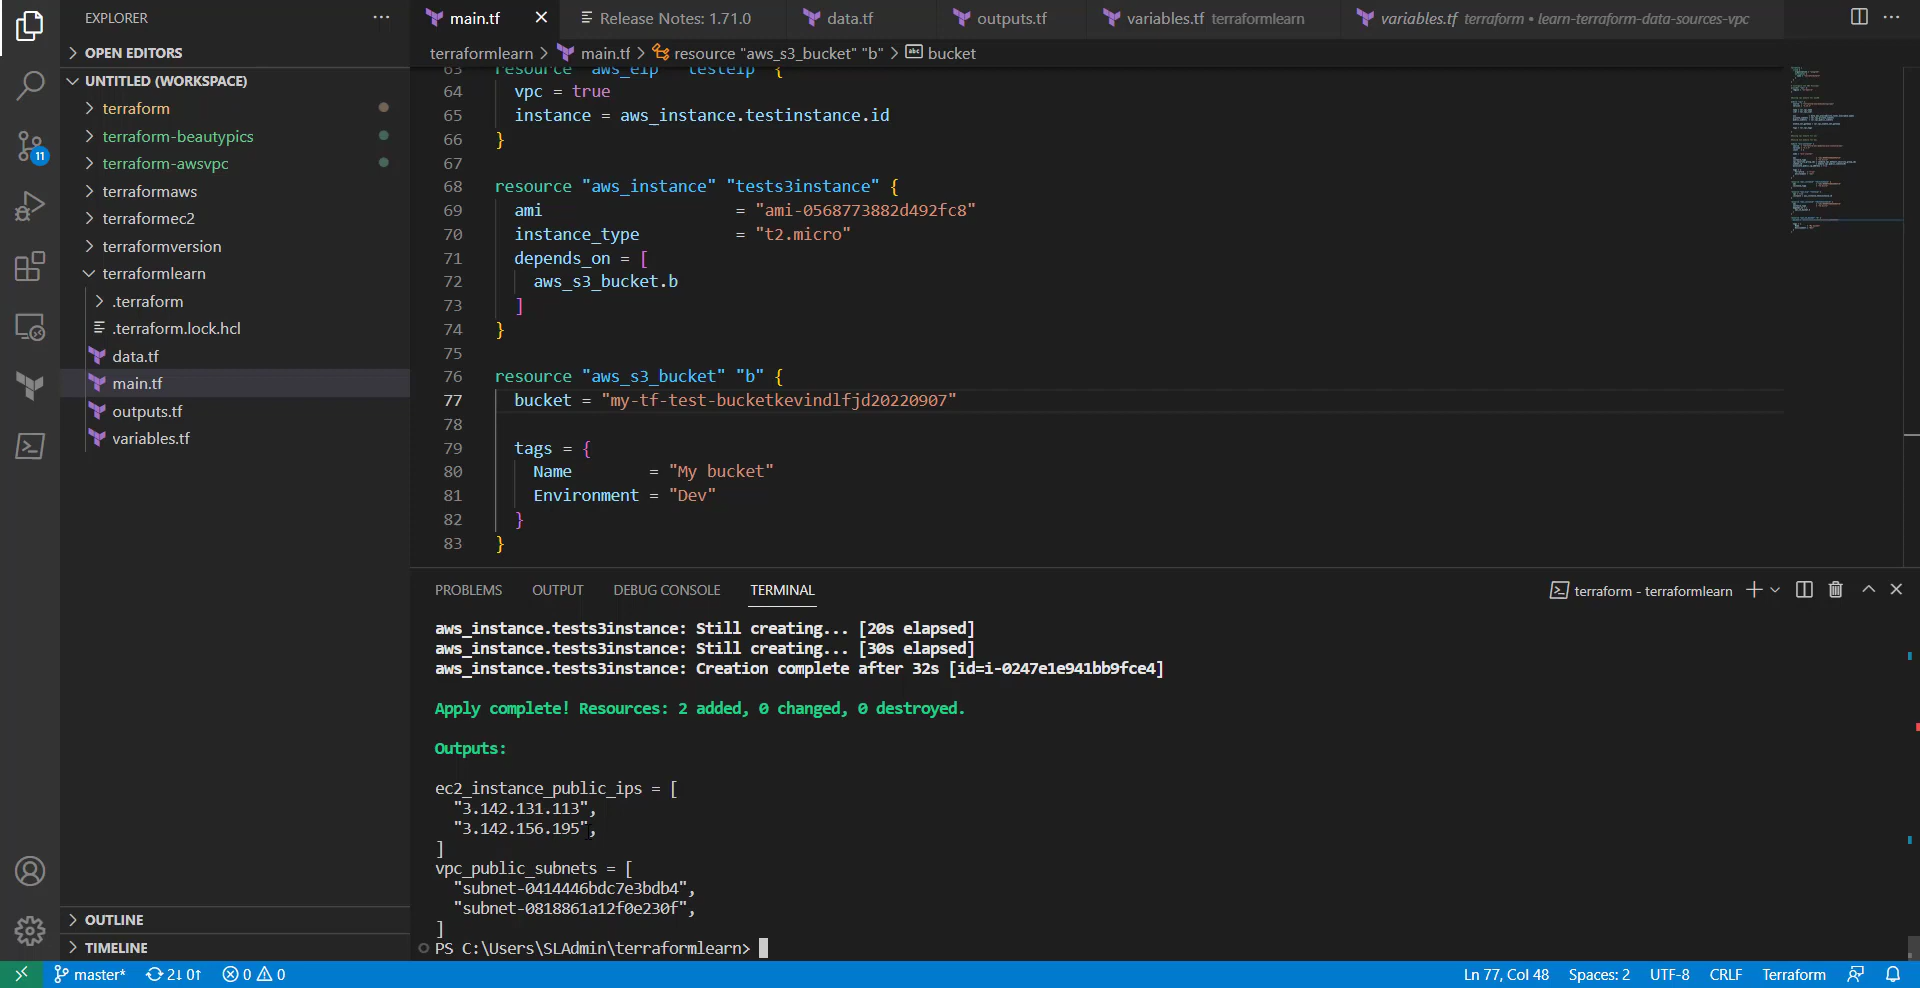 EXPLORER
OPEN EDITORS
UNTITLED (WORKSPACE)
terraform
terraform-beautypics
terraform-awsvpc
terraformaws
terraformec2
terraformversion
terraformlearn
.terraform
.terraform.lock.hcl
data.tf
main.tf
outputs.tf
variables.tf
OUTLINE
TIMELINE
11
main.tf
Release Notes: 1.71.0
data.tf
outputs.tf
variables.tf terraformlearn
variables.tf terraform • learn-terraform-data-sources-vpc
terraformlearn > main.tf > resource "aws_s3_bucket" "b" > bucket
63 resource "aws_eip" "testeip" {
64 vpc = true
65 instance = aws_instance.testinstance.id
66 }
67
68 resource "aws_instance" "tests3instance" {
69 ami = "ami-0568773882d492fc8"
70 instance_type = "t2.micro"
71 depends_on = [
72 aws_s3_bucket.b
73 ]
74 }
75
76 resource "aws_s3_bucket" "b" {
77 bucket = "my-tf-test-bucketkevindlfjd20220907"
78
79 tags = {
80 Name = "My bucket"
81 Environment = "Dev"
82 }
83 }
PROBLEMS OUTPUT DEBUG CONSOLE TERMINAL
terraform - terraformlearn
aws_instance.tests3instance: Still creating... [20s elapsed]
aws_instance.tests3instance: Still creating... [30s elapsed]
aws_instance.tests3instance: Creation complete after 32s [id=i-0247e1e941bb9fce4]
Apply complete! Resources: 2 added, 0 changed, 0 destroyed.
Outputs:
ec2_instance_public_ips = [
"3.142.131.113",
"3.142.156.195",
]
vpc_public_subnets = [
"subnet-0414446bdc7e3bdb4",
"subnet-0818861a12f0e230f",
]
PS C:\Users\SLAdmin\terraformlearn>
master* 2↓ 0↑ 0 0
Ln 77, Col 48 Spaces: 2 UTF-8 CRLF Terraform